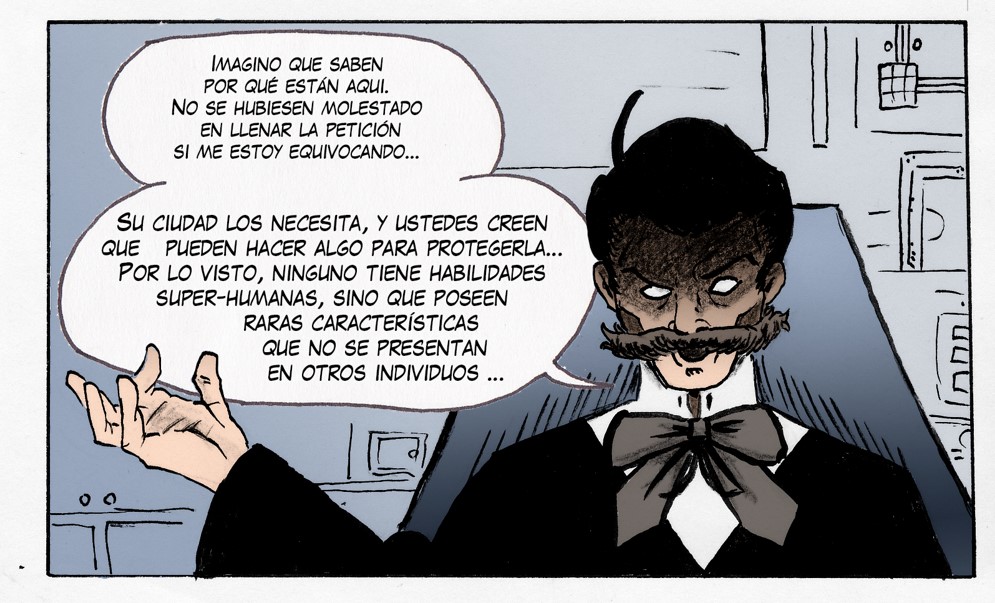 IMAGINO QUE SABEN
POR QUÉ ESTÁN AQUI.
NO SE HUBIESEN MOLESTADO
EN LLENAR LA PETICIÓN
SI ME ESTOY EQUIVOCANDO...
SU CIUDAD LOS NECESITA, Y USTEDES CREEN
QUE PUEDEN HACER ALGO PARA PROTEGERLA...
POR LO VISTO, NINGUNO TIENE HABILIDADES
SUPER-HUMANAS, SINO QUE POSEEN
RARAS CARACTERÍSTICAS
QUE NO SE PRESENTAN
EN OTROS INDIVIDUOS ...